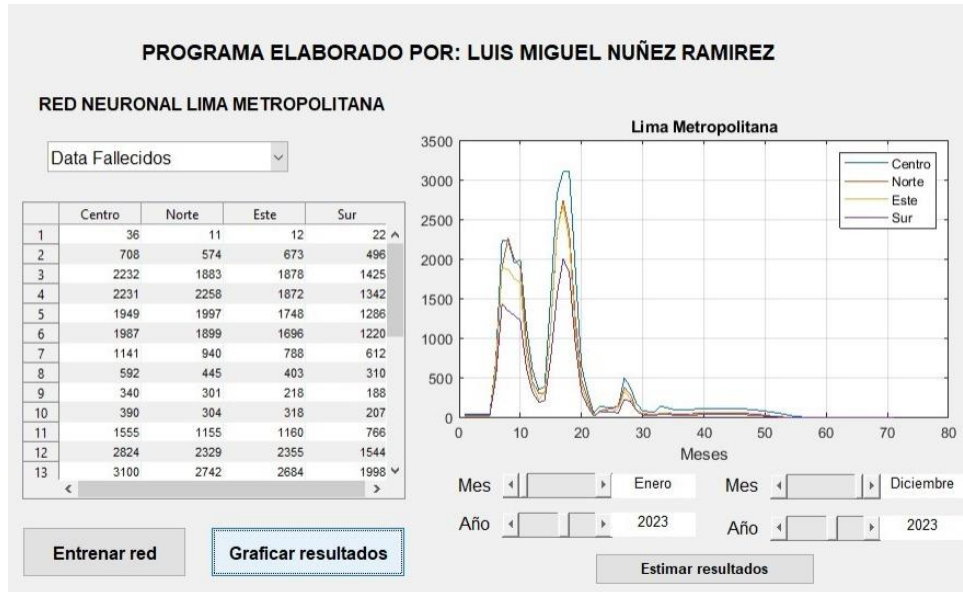 PROGRAMA ELABORADO POR: LUIS MIGUEL NUÑEZ RAMIREZ
RED NEURONAL LIMA METROPOLITANA
Data Fallecidos
Centro Norte Este Sur
1 36 11 12 22
2 708 574 673 496
3 2232 1883 1878 1425
4 2231 2258 1872 1342
5 1949 1997 1748 1286
6 1987 1899 1696 1220
7 1141 940 788 612
8 592 445 403 310
9 340 301 218 188
10 390 304 318 207
11 1555 1155 1160 766
12 2824 2329 2355 1544
13 3100 2742 2684 1998
Entrenar red
Graficar resultados
Lima Metropolitana
3500
3000
2500
2000
1500
1000
500
0
0 10 20 30 40 50 60 70 80
Meses
Centro
Norte
Este
Sur
Mes Enero Mes Diciembre
Año 2023 Año 2023
Estimar resultados